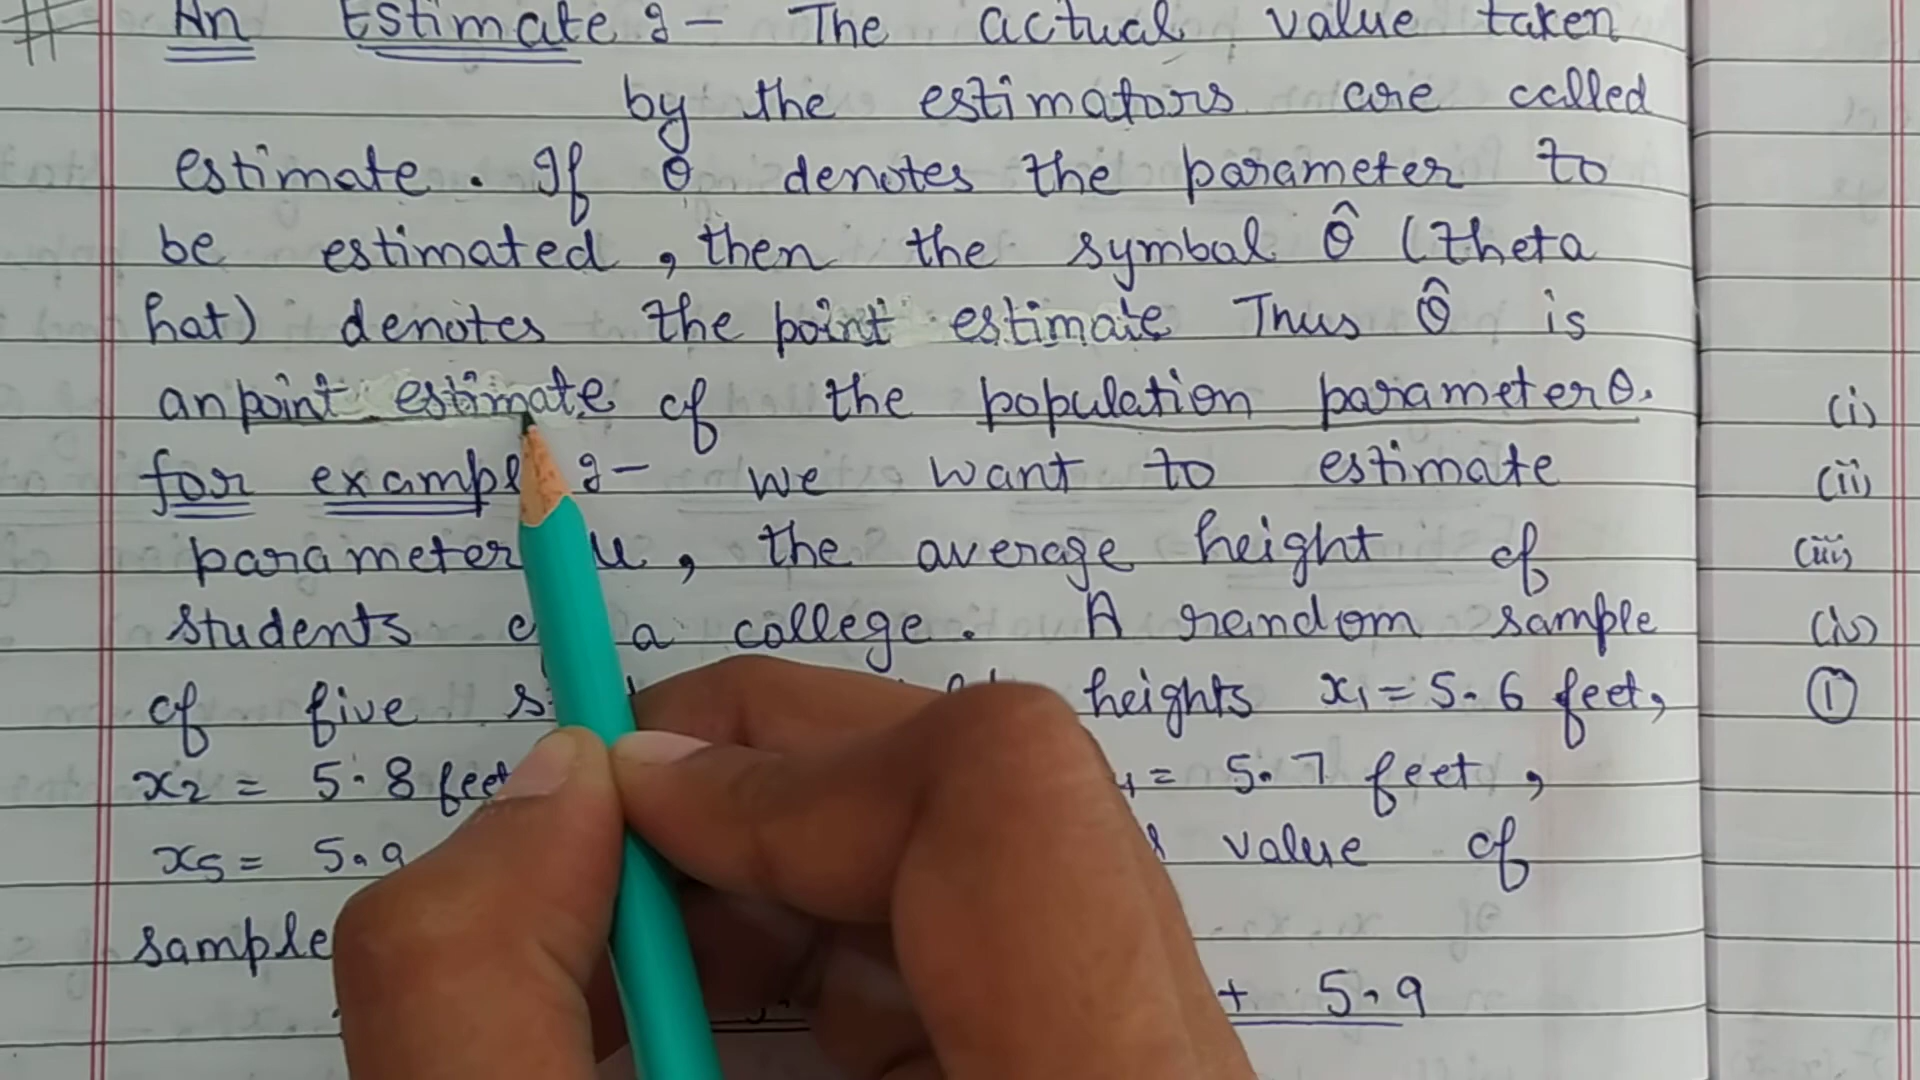 # An Estimate :- The actual value taken
by the estimators are called
estimate. If θ denotes the parameter to
be estimated, then the symbal θ̂ (theta
hat) denotes the point estimate Thus θ̂ is
an point estimate of the population parameter θ.
for exampl :- we want to estimate
parameter μ, the average height of
students a college. A random sample
of five heights x₁ = 5.6 feet,
x₂ = 5.8 feet = 5.7 feet,
x₅ = 5.9 value of
sample
+ 5.9
(i)
(ii)
(iii)
(iv)
①